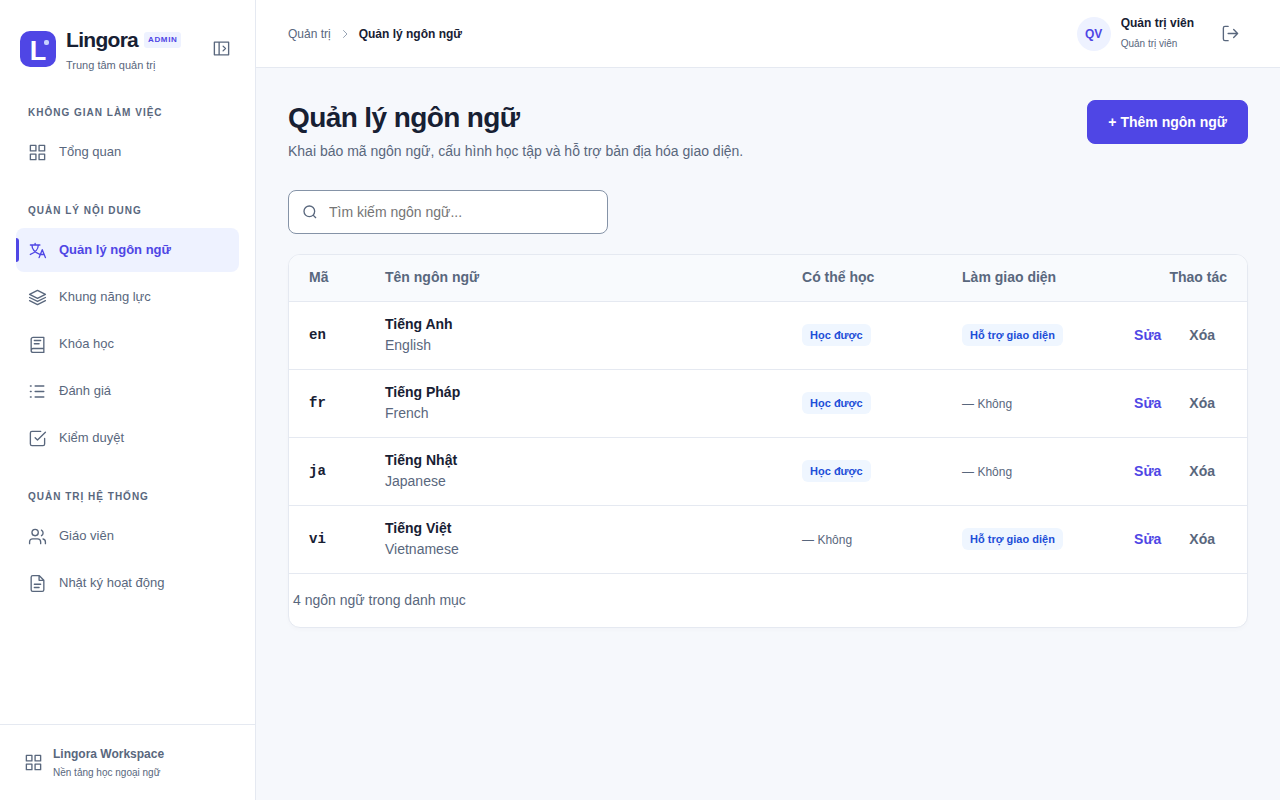 Lingora ADMIN
Trung tâm quản trị
KHÔNG GIAN LÀM VIỆC
Tổng quan
QUẢN LÝ NỘI DUNG
Quản lý ngôn ngữ
Khung năng lực
Khóa học
Đánh giá
Kiểm duyệt
QUẢN TRỊ HỆ THỐNG
Giáo viên
Nhật ký hoạt động
Lingora Workspace
Nền tảng học ngoại ngữ
Quản trị > Quản lý ngôn ngữ
QV
Quản trị viên
Quản trị viên
Quản lý ngôn ngữ
Khai báo mã ngôn ngữ, cấu hình học tập và hỗ trợ bản địa hóa giao diện.
+ Thêm ngôn ngữ
Tìm kiếm ngôn ngữ...
Mã Tên ngôn ngữ Có thể học Làm giao diện Thao tác
en Tiếng Anh Học được Hỗ trợ giao diện Sửa Xóa
English
fr Tiếng Pháp Học được — Không Sửa Xóa
French
ja Tiếng Nhật Học được — Không Sửa Xóa
Japanese
vi Tiếng Việt — Không Hỗ trợ giao diện Sửa Xóa
Vietnamese
4 ngôn ngữ trong danh mục